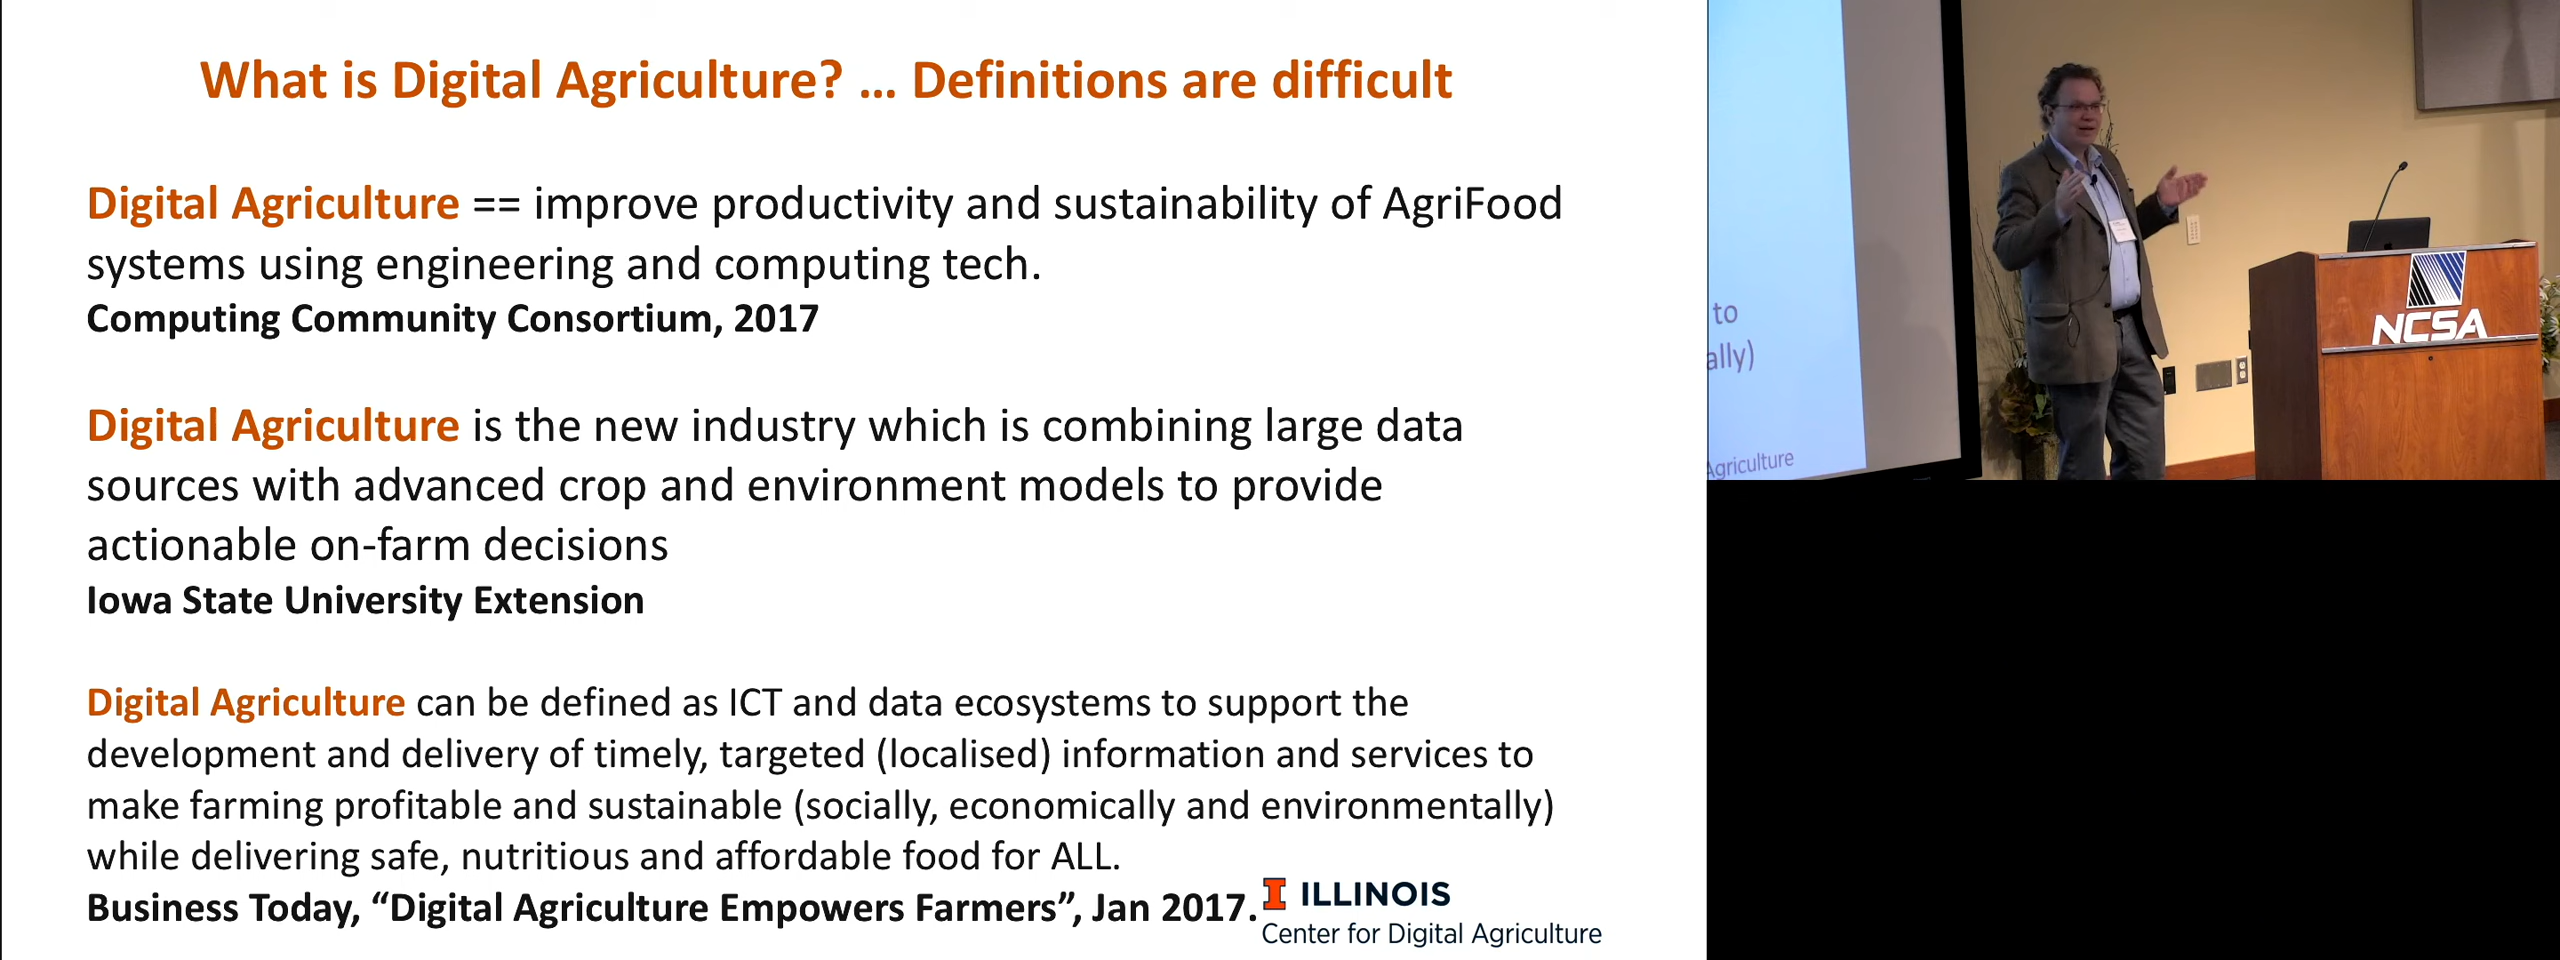 What is Digital Agriculture? ... Definitions are difficult
Digital Agriculture == improve productivity and sustainability of AgriFood
systems using engineering and computing tech.
Computing Community Consortium, 2017
Digital Agriculture is the new industry which is combining large data
sources with advanced crop and environment models to provide
actionable on-farm decisions
Iowa State University Extension
Digital Agriculture can be defined as ICT and data ecosystems to support the
development and delivery of timely, targeted (localised) information and services to
make farming profitable and sustainable (socially, economically and environmentally)
while delivering safe, nutritious and affordable food for ALL.
Business Today, “Digital Agriculture Empowers Farmers”, Jan 2017.
I ILLINOIS
Center for Digital Agriculture
to
ally)
Agriculture
NCSA